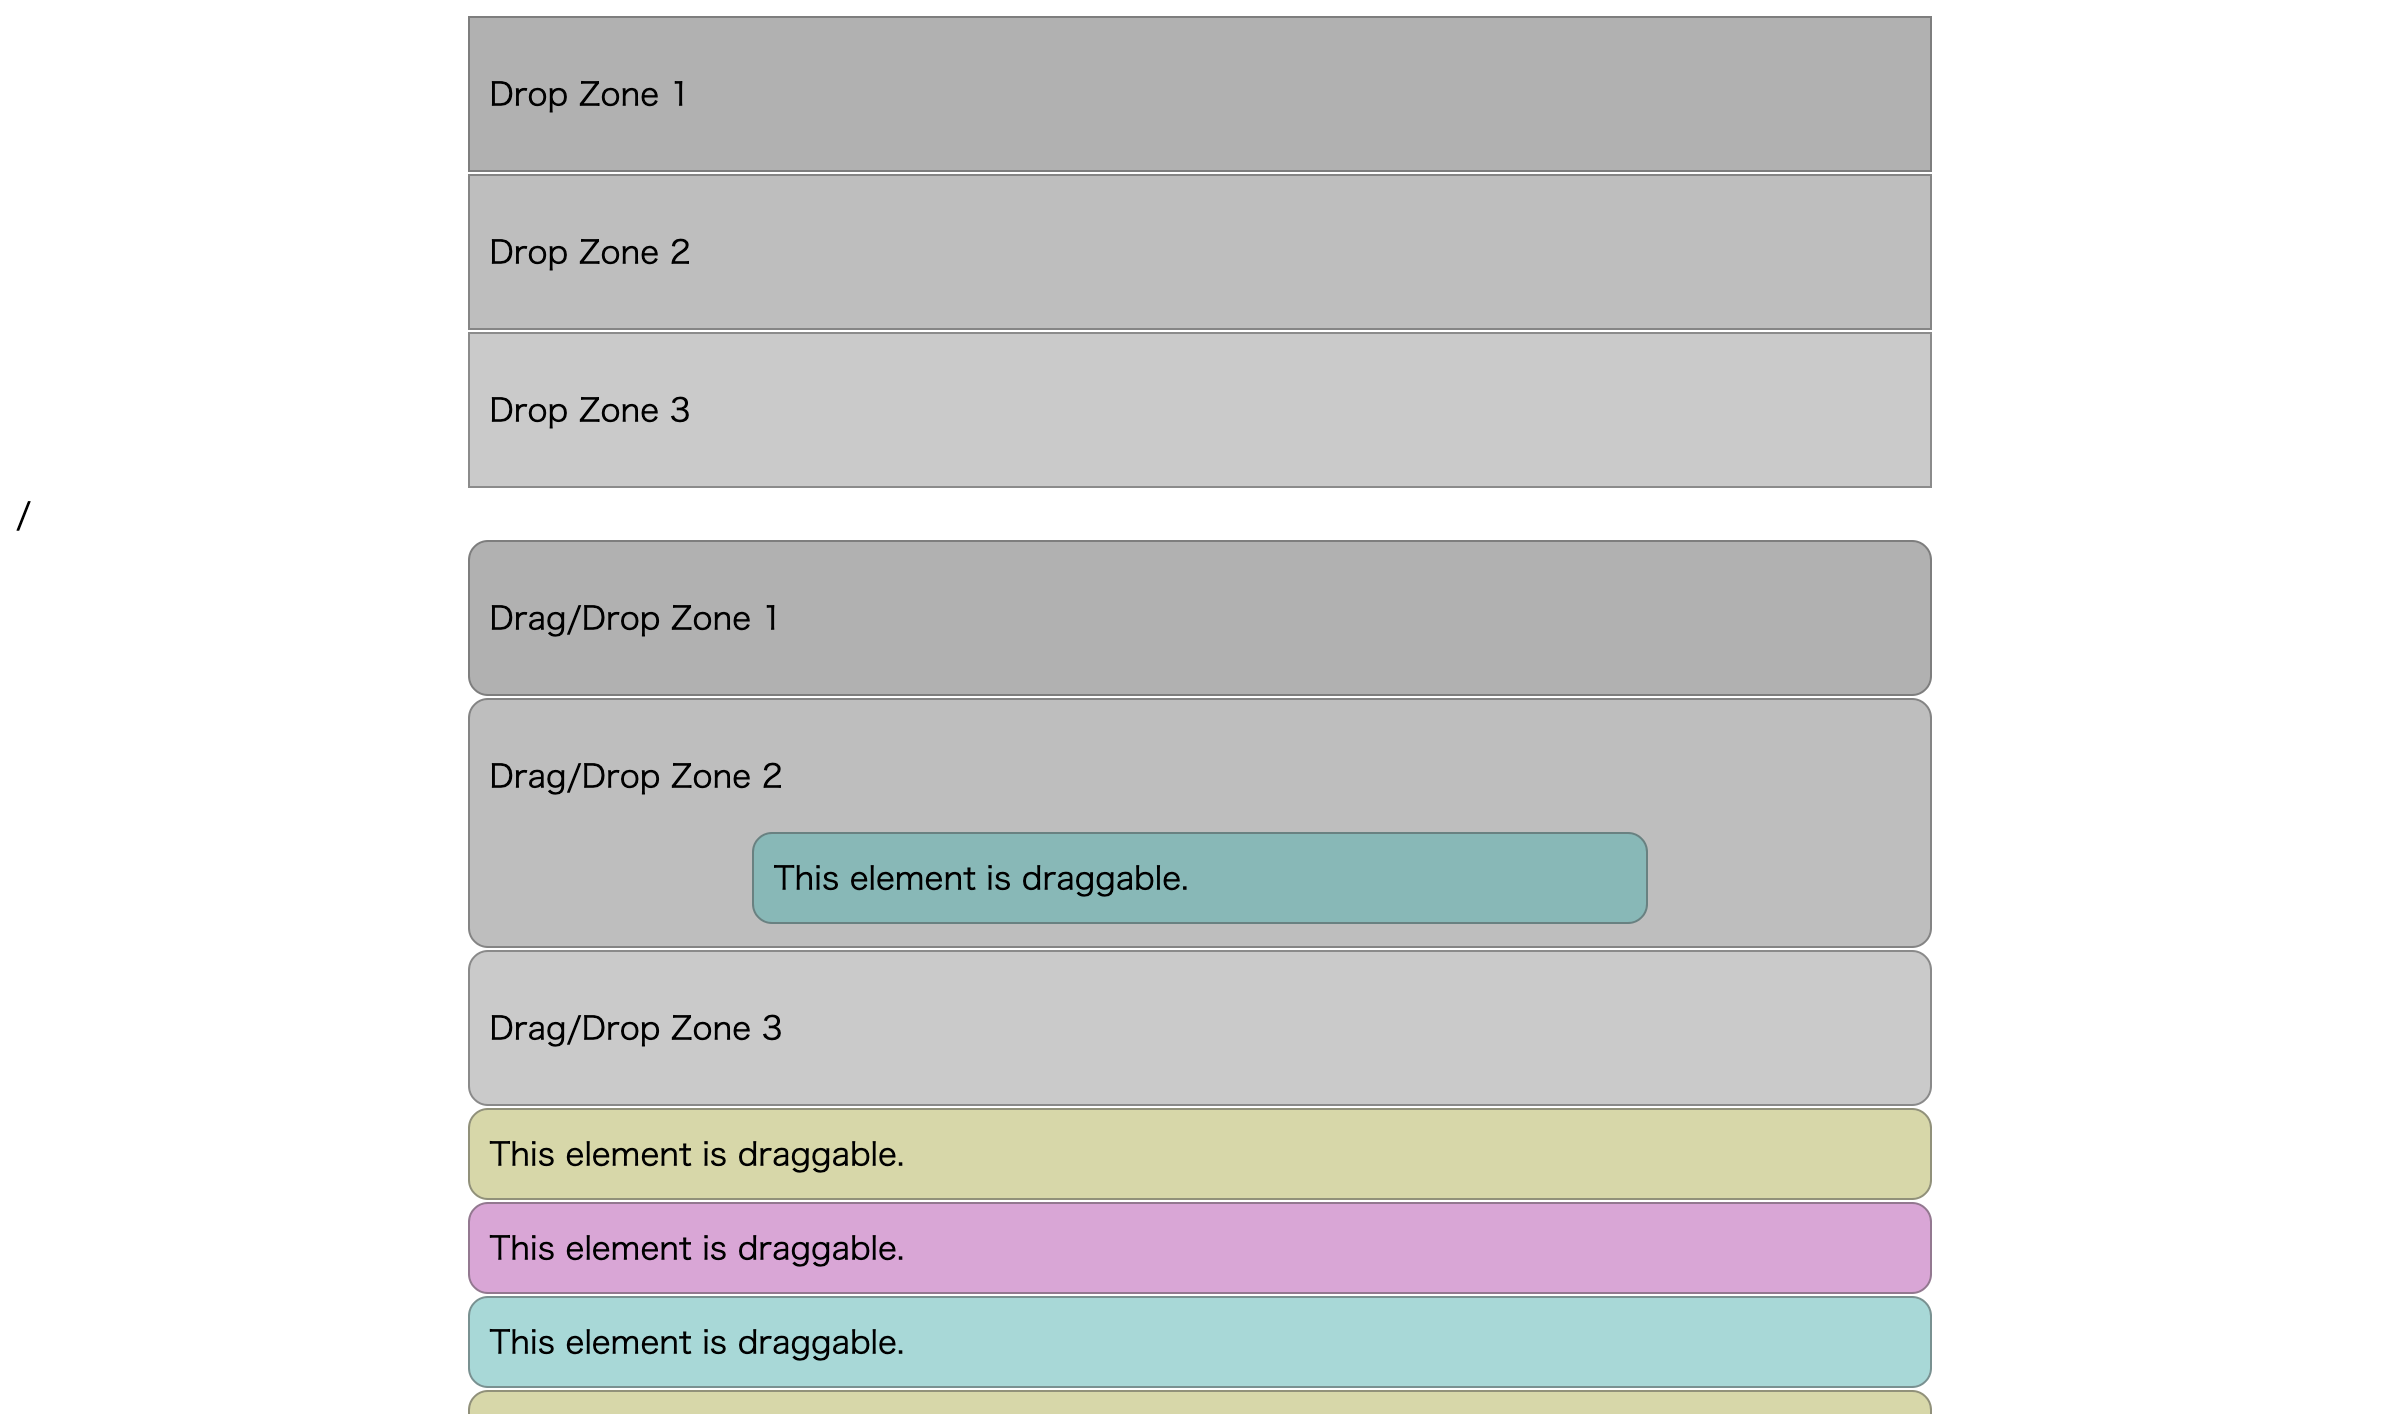 Drop Zone 1
Drop Zone 2
Drop Zone 3
/
Drag/Drop Zone 1
Drag/Drop Zone 2
This element is draggable.
Drag/Drop Zone 3
This element is draggable.
This element is draggable.
This element is draggable.